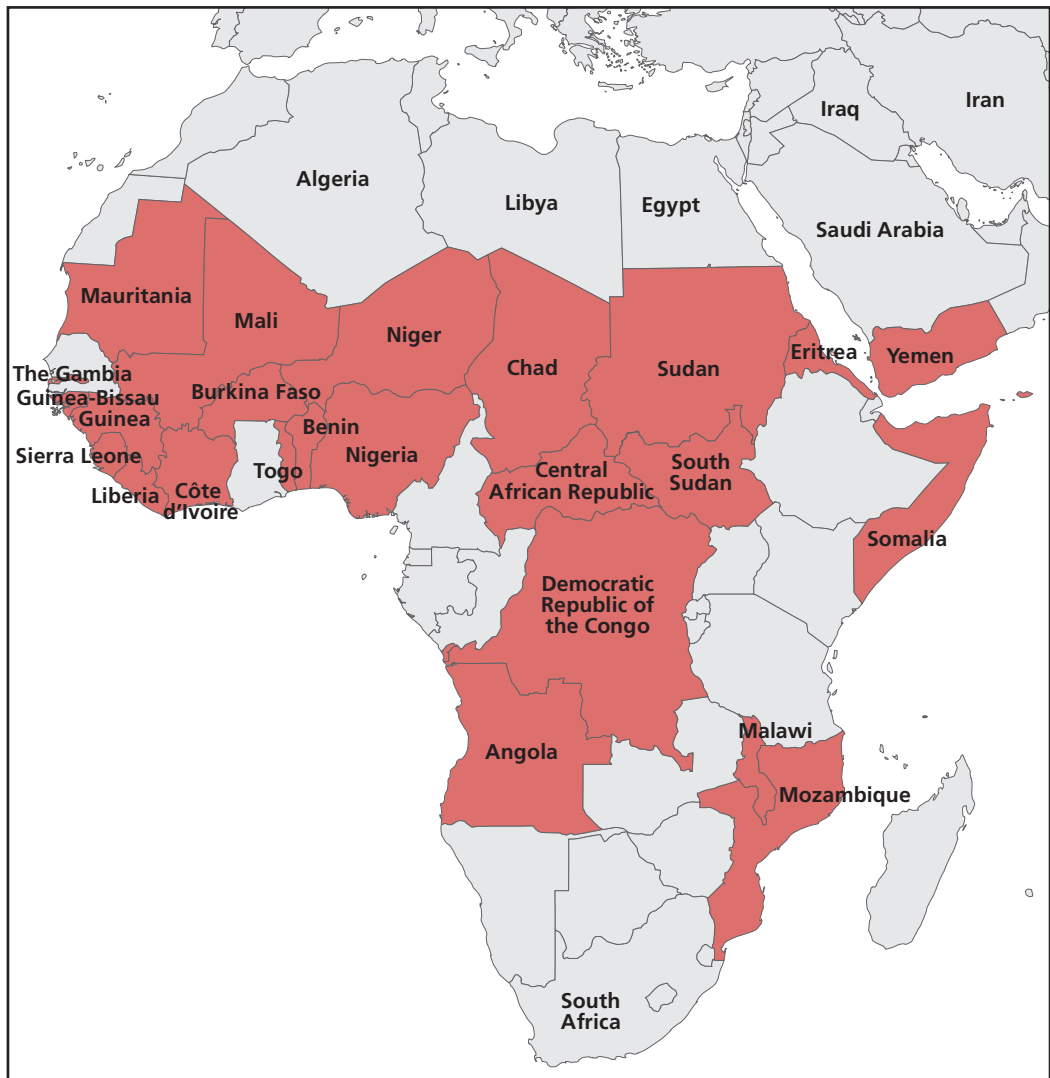 Iran
Iraq
Algeria
Libya
Egypt
Saudi Arabia
Mauritania
Mali
Niger
Chad
Sudan
Eritrea
Yemen
The Gambia
Guinea-Bissau
Guinea
Burkina Faso
Benin
Nigeria
Togo
Sierra Leone
Liberia
Côte
d’Ivoire
Central
African Republic
South
Sudan
Somalia
Democratic
Republic of
the Congo
Angola
Malawi
Mozambique
South
Africa